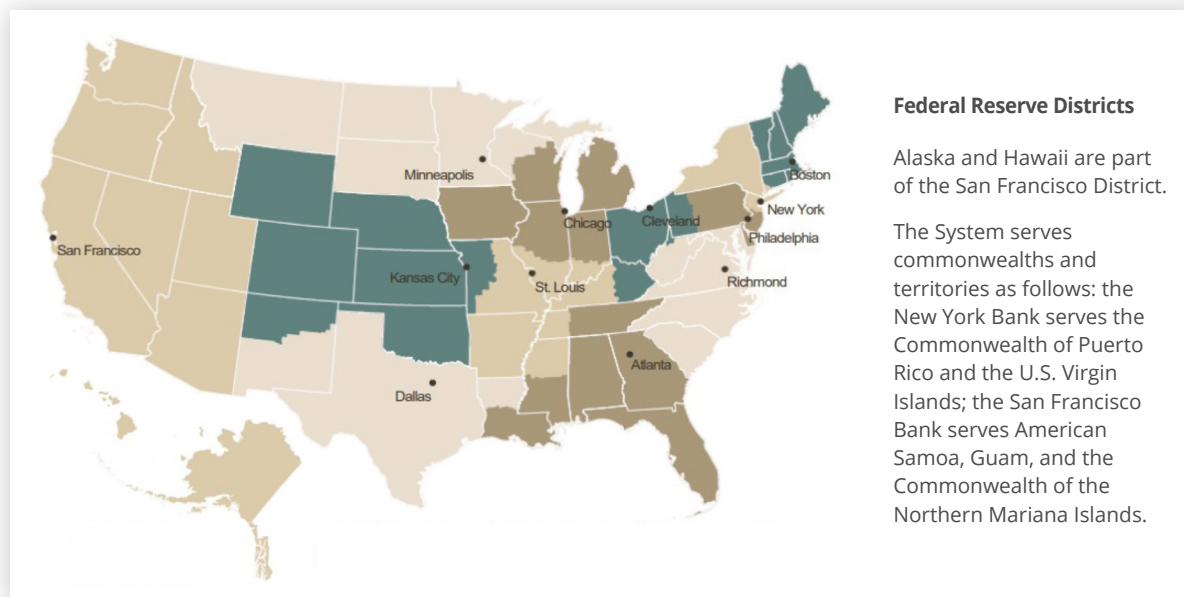 Minneapolis
Boston
New York
Chicago
Cleveland
Philadelphia
San Francisco
Kansas City
St. Louis
Richmond
Atlanta
Dallas
Federal Reserve Districts
Alaska and Hawaii are part
of the San Francisco District.
The System serves
commonwealths and
territories as follows: the
New York Bank serves the
Commonwealth of Puerto
Rico and the U.S. Virgin
Islands; the San Francisco
Bank serves American
Samoa, Guam, and the
Commonwealth of the
Northern Mariana Islands.